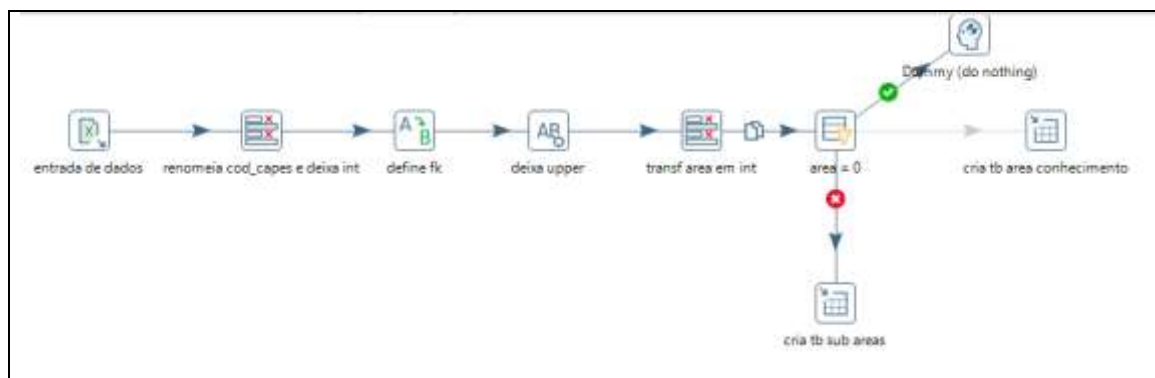 Dummy (do nothing)
entrada de dados
renomeia cod_capes e deixa int
define fk
deixa upper
transf area em int
area = 0
cria tb area conhecimento
cria tb sub areas